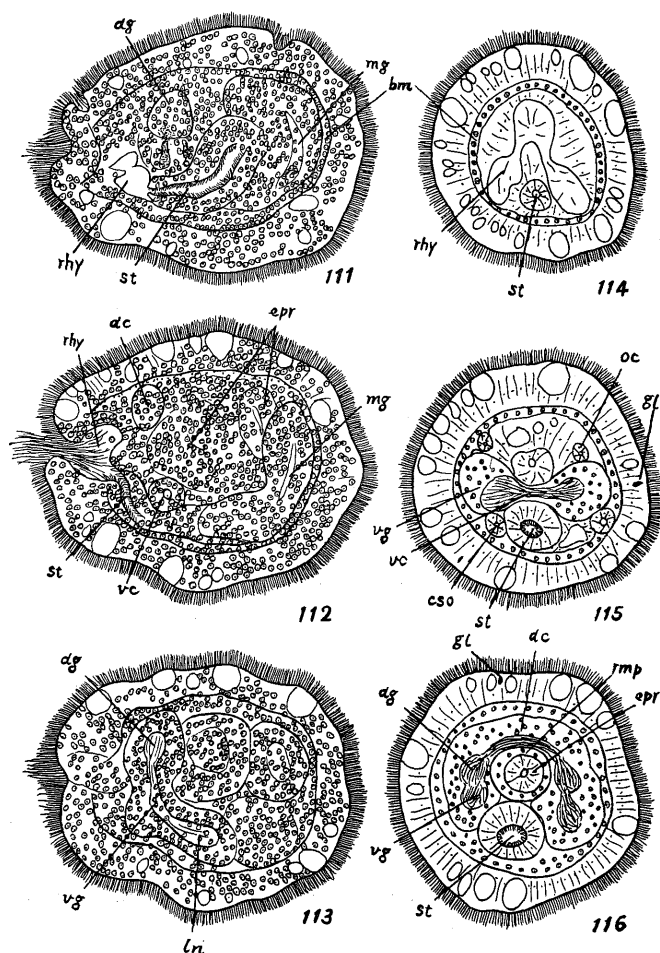 dg
mg
bm
rhy
st
111
rhy
st
114
rhy
dc
epr
mg
st
vc
112
oc
gl
vg
vc
cso
st
115
dg
vg
ln
113
gl
dc
rmp
epr
dg
vg
st
116